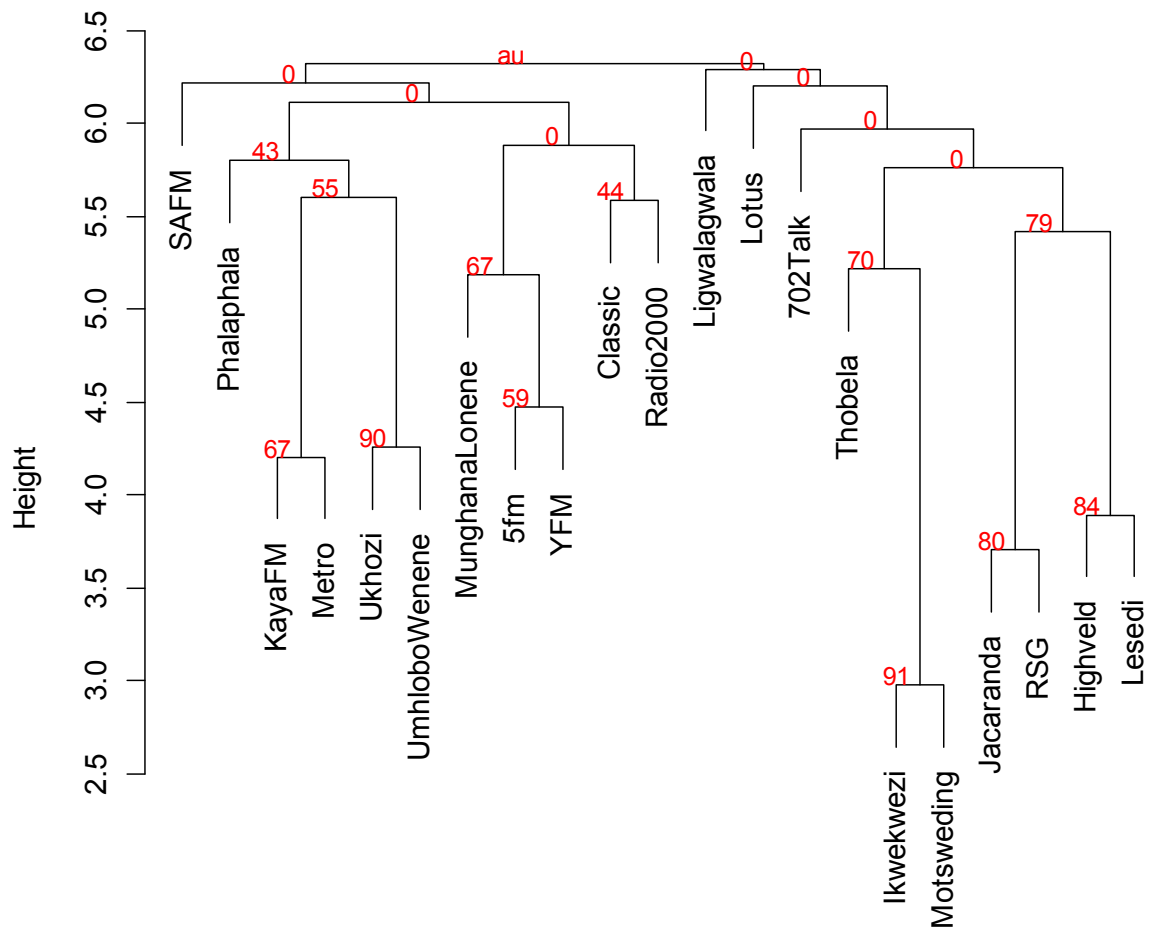 6.5
6.0
5.5
5.0
4.5
4.0
3.5
3.0
2.5
Height
au
0
0
0
0
0
0
0
0
43
55
44
79
67
70
59
67
90
84
80
91
SAFM
Phalaphala
KayaFM
Metro
Ukhozi
UmhloboWenene
MunghanaLonene
5fm
YFM
Classic
Radio2000
Ligwalagwala
Lotus
702Talk
Thobela
Ikwekwezi
Motsweding
Jacaranda
RSG
Highveld
Lesedi